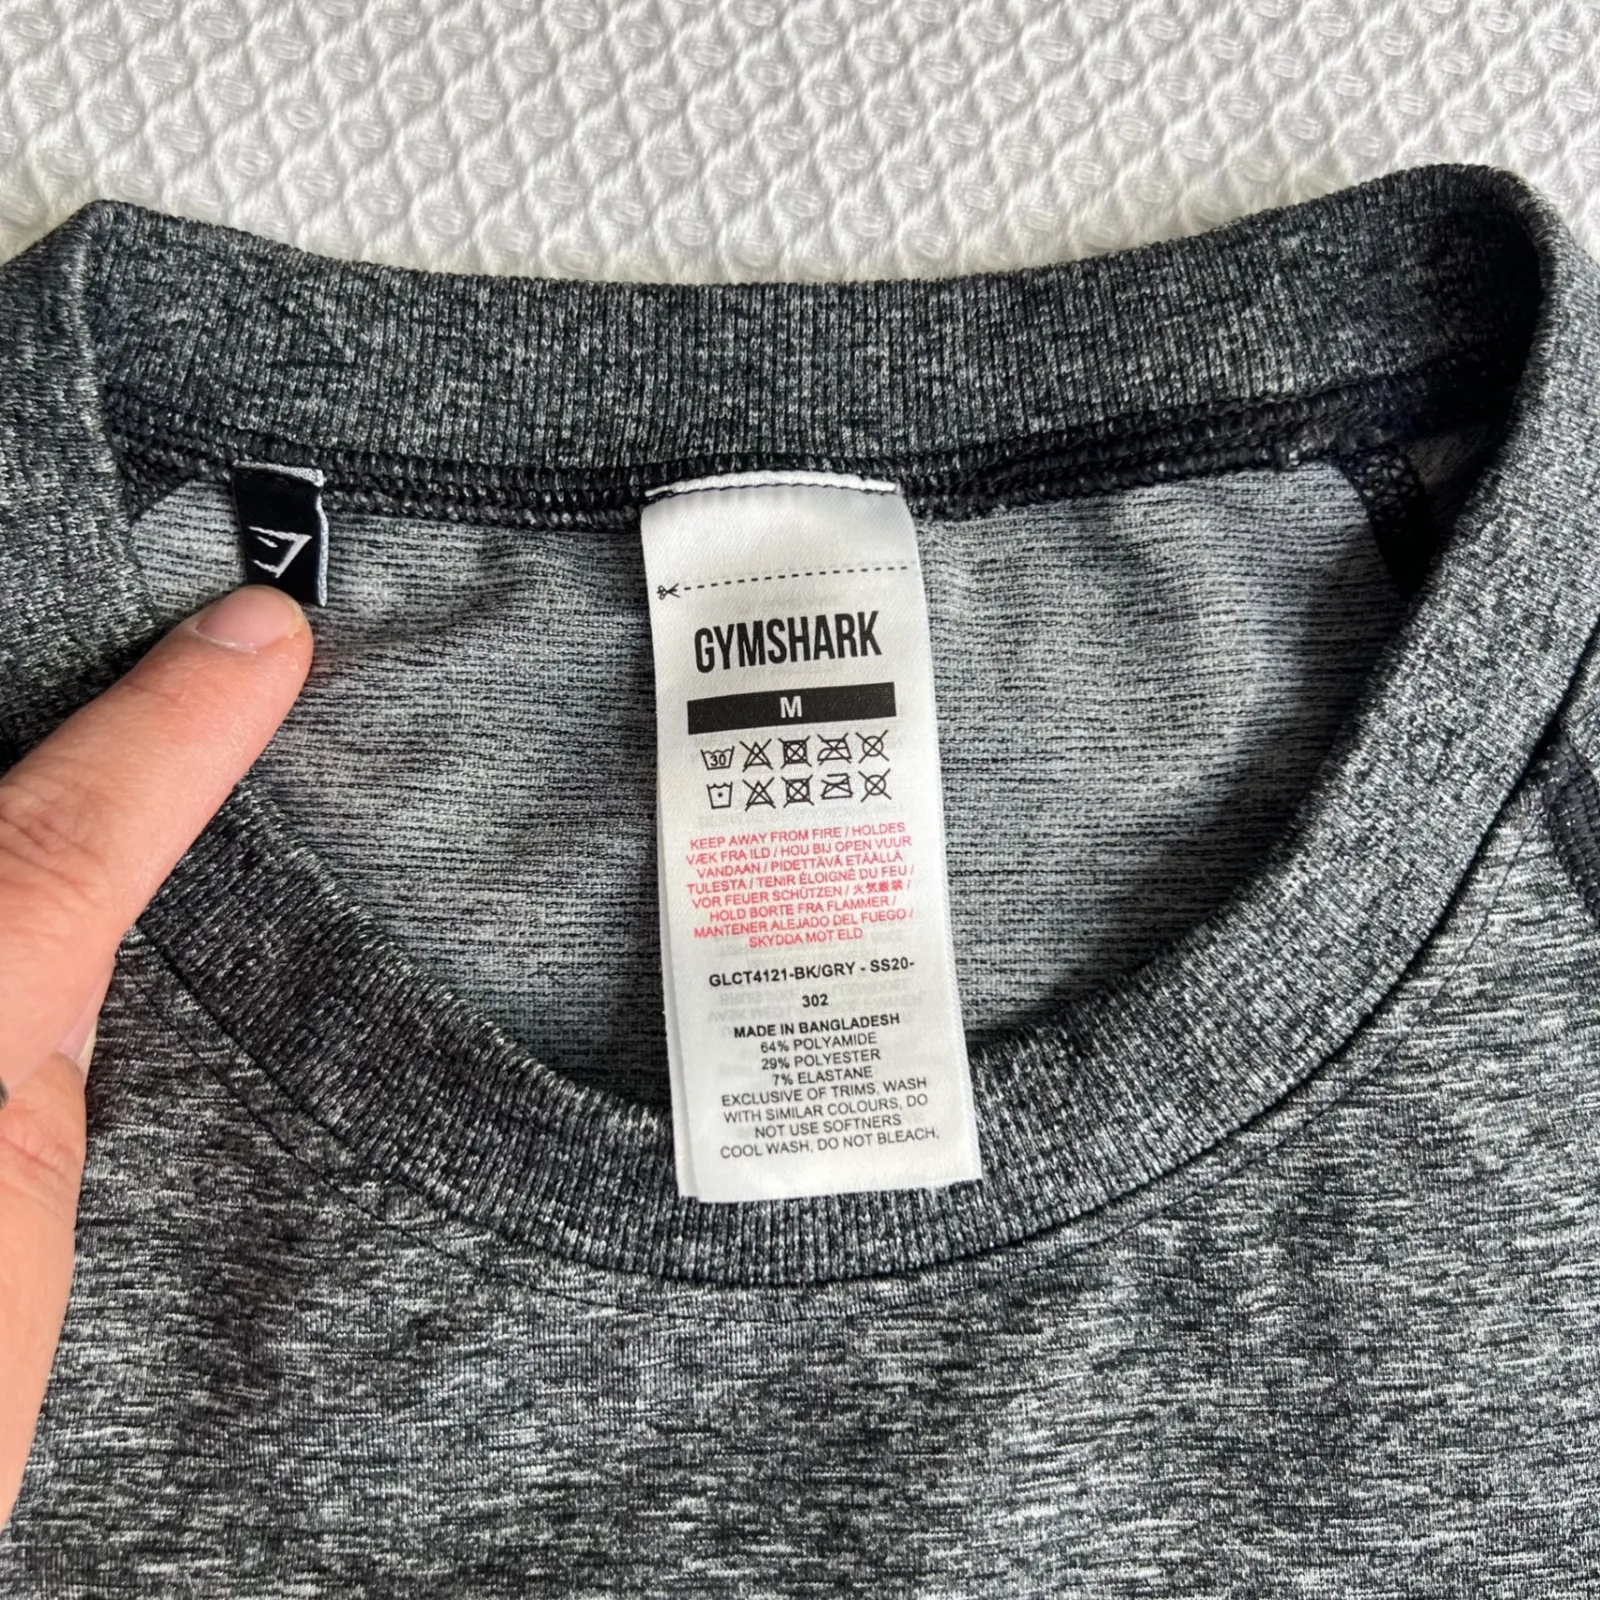 GYMSHARK
M
30
KEEP AWAY FROM FIRE / HOLDES
VÆK FRA ILD / HOU BIJ OPEN VUUR
VANDAAN / PIDETTÄVÄ ETÄÄLLÄ
TULESTA / TENIR ÉLOIGNÉ DU FEU /
VOR FEUER SCHÜTZEN / 火気厳禁 /
HOLD BORTE FRA FLAMMER /
MANTENER ALEJADO DEL FUEGO /
SKYDDA MOT ELD
GLCT4121-BK/GRY - SS20-
302
MADE IN BANGLADESH
64% POLYAMIDE
29% POLYESTER
7% ELASTANE
EXCLUSIVE OF TRIMS, WASH
WITH SIMILAR COLOURS, DO
NOT USE SOFTNERS
COOL WASH, DO NOT BLEACH,